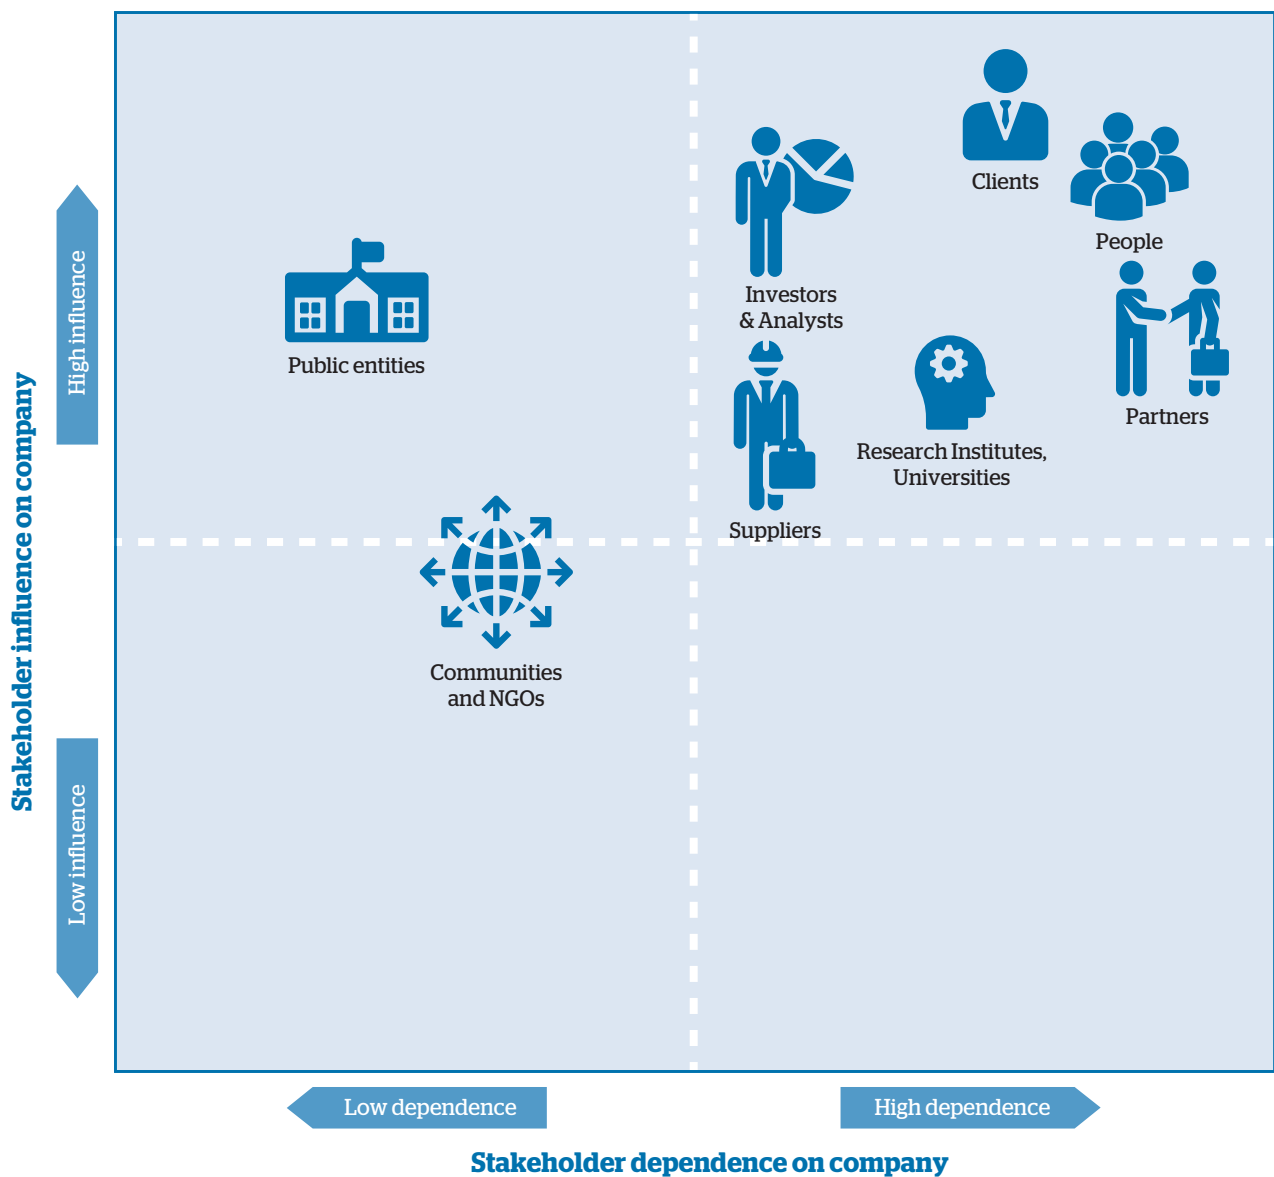 Stakeholder influence on company
High influence
Low influence
Clients
People
Investors
& Analysts
Public entities
Partners
Research Institutes,
Universities
Suppliers
Communities
and NGOs
Low dependence
High dependence
Stakeholder dependence on company